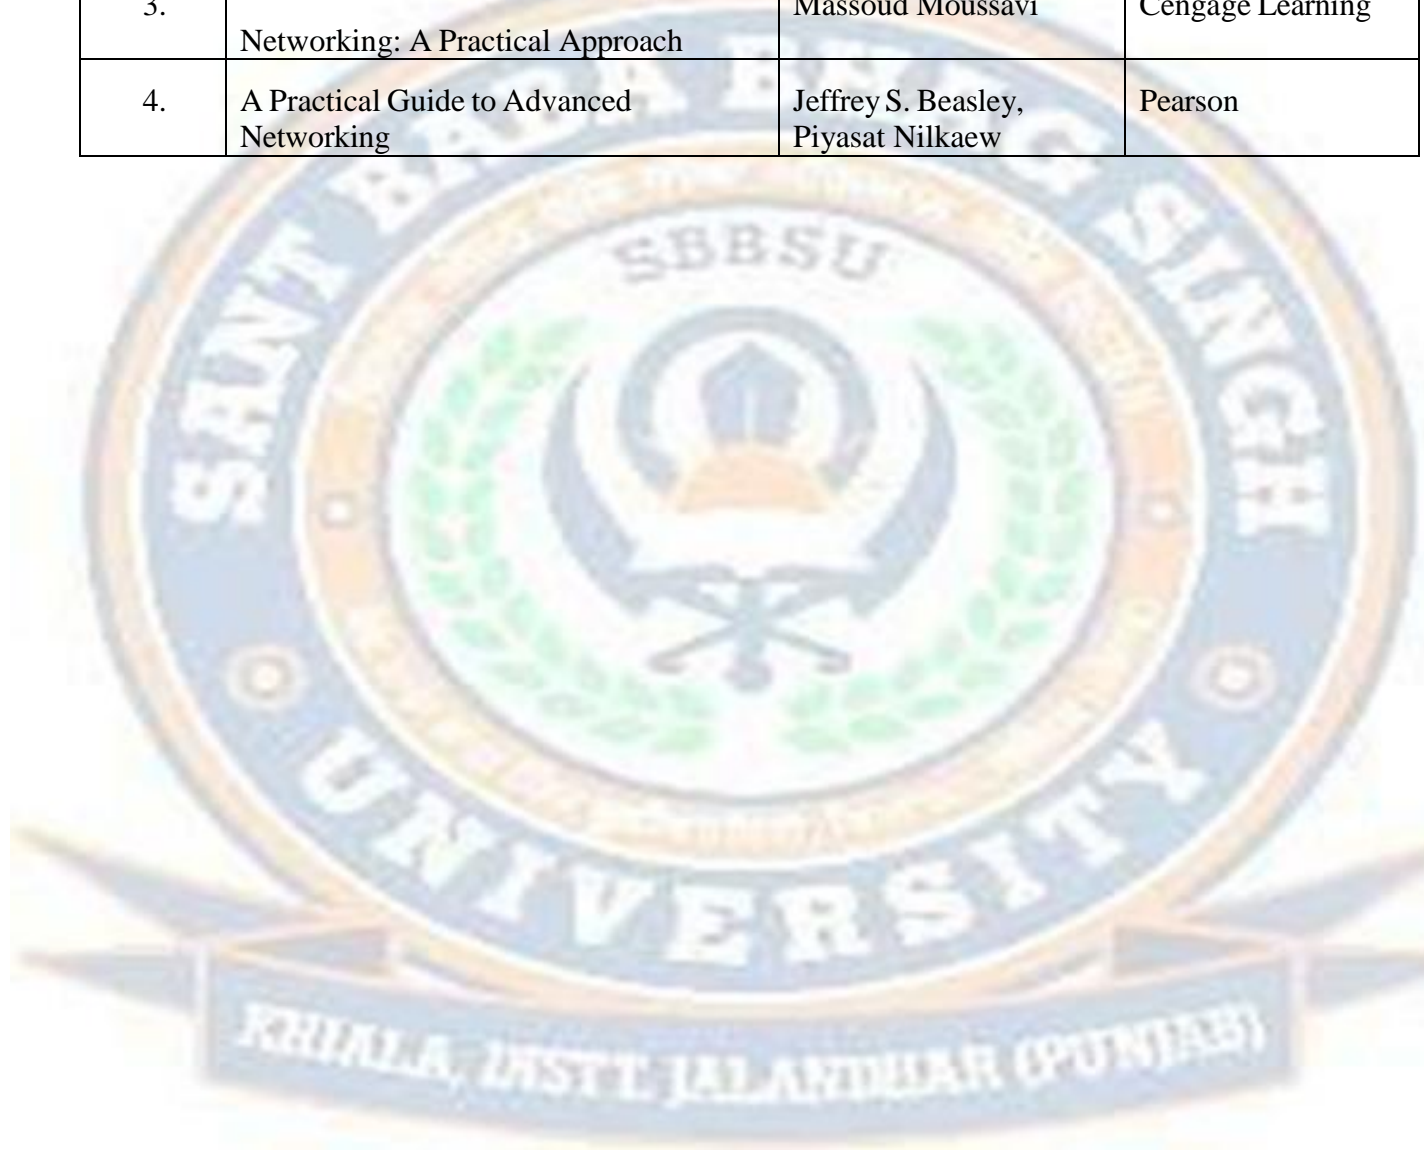 3. Massoud Moussavi Cengage Learning
Networking: A Practical Approach
4. A Practical Guide to Advanced Jeffrey S. Beasley, Pearson
Networking Piyasat Nilkaew
SANT BABA BHAG SINGH
SBBSU
UNIVERSITY
KHIALA, DISTT. JALANDHAR (PUNJAB)